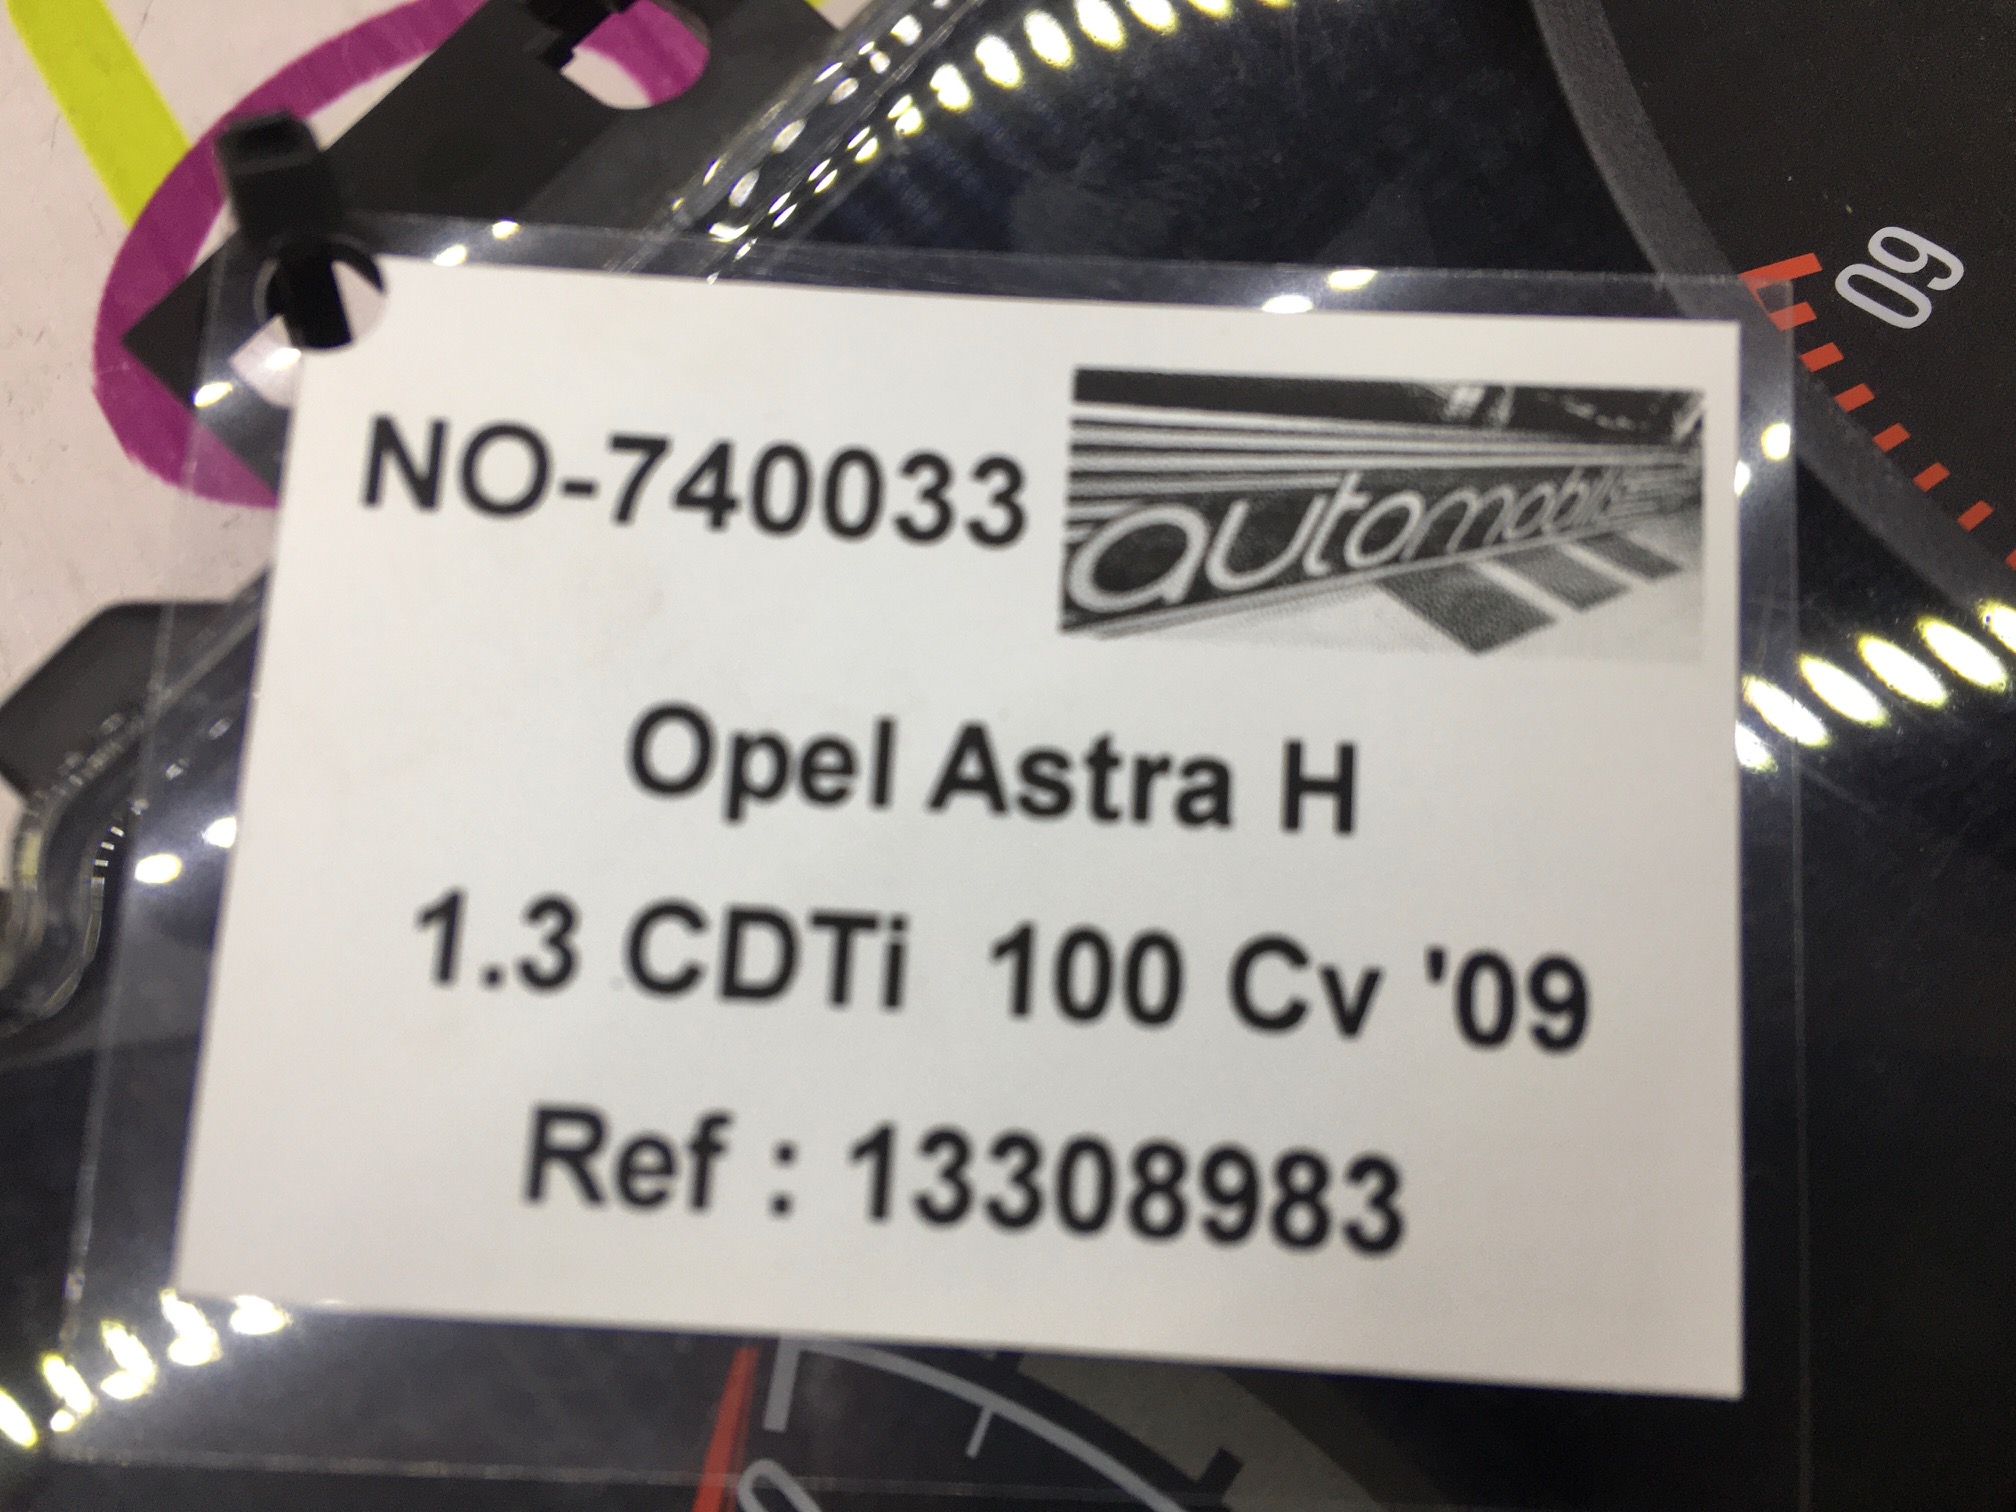 60
NO-740033
automobile
Opel Astra H
1.3 CDTi 100 Cv '09
Ref : 13308983